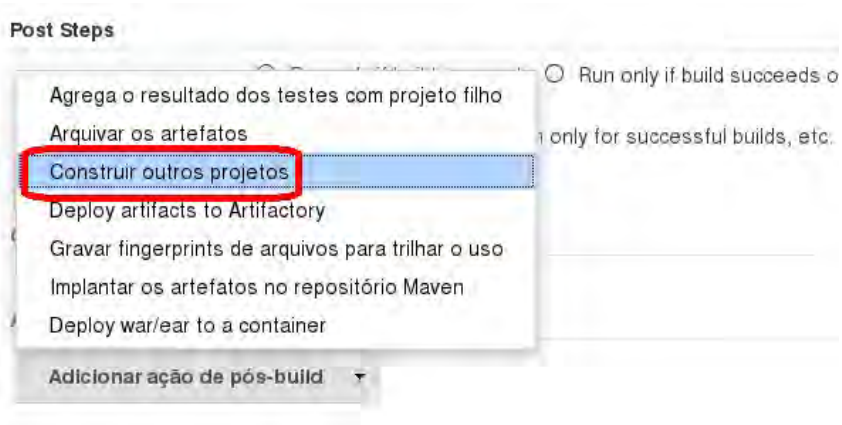 Post Steps
Run only if build succeeds o
Agrega o resultado dos testes com projeto filho
Arquivar os artefatos
only for successful builds, etc.
Construir outros projetos
Deploy artifacts to Artifactory
Gravar fingerprints de arquivos para trilhar o uso
Implantar os artefatos no repositório Maven
Deploy war/ear to a container
Adicionar ação de pós-build